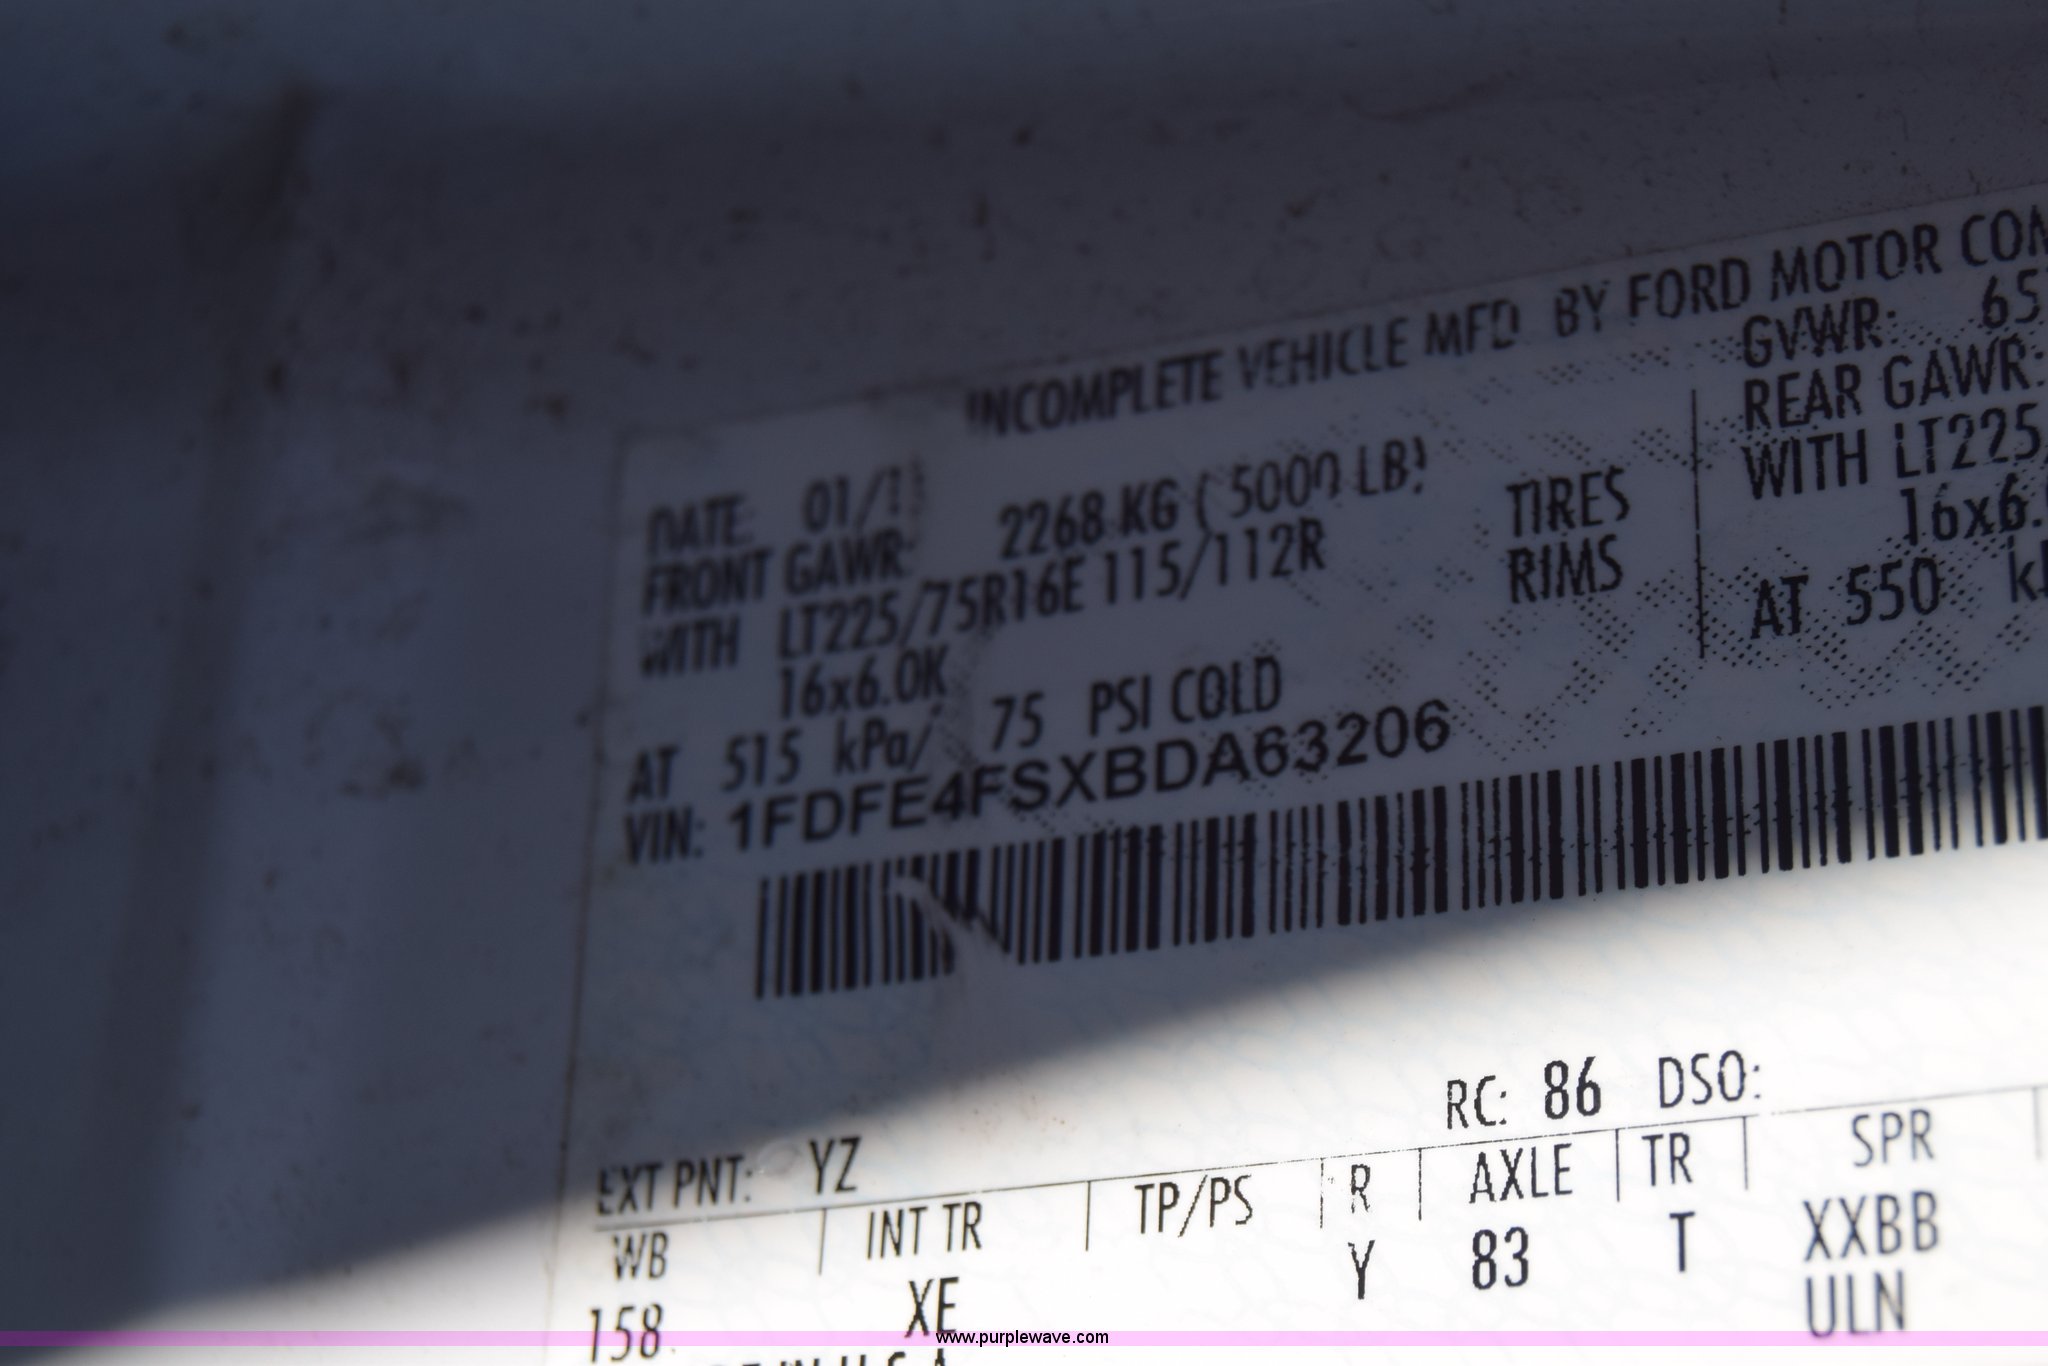 INCOMPLETE VEHICLE MFD BY FORD MOTOR
DATE: 01/
FRONT GAWR: 2268 KG ( 5000 LB)
WITH LT225/75R16E 115/112R TIRES
16x6.0K RIMS
AT 515 kPa/ 75 PSI COLD
GVWR:
REAR GAWR:
WITH LT225
16x6.
AT 550
VIN: 1FDFE4FSXBDA63206
RC: 86 DSO:
EXT PNT: YZ
WB INT TR TP/PS R AXLE TR SPR
158 XE Y 83 T XXBB
ULN
www.purplewave.com
IN U.S.A.